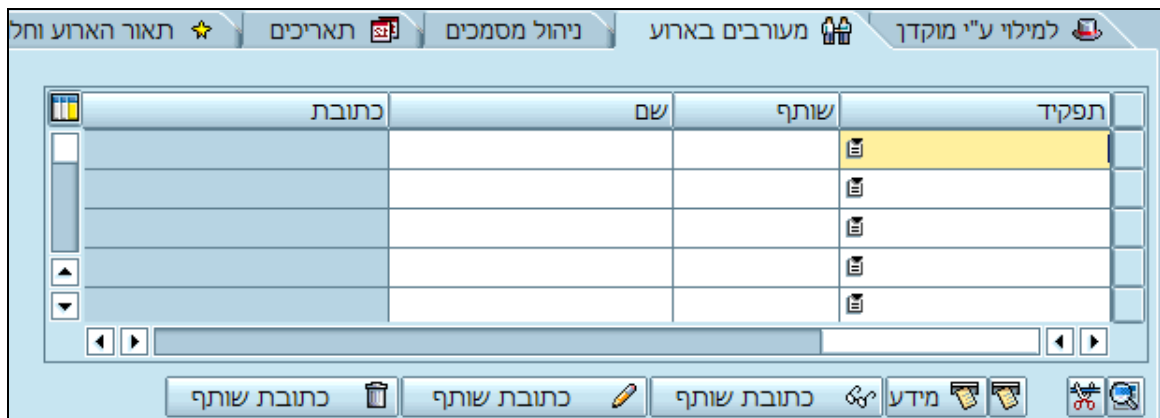 למילוי ע"י מוקדן מעורבים בארוע ניהול מסמכים תאריכים תאור הארוע וחל
תפקיד שותף שם כתובת
מידע כתובת שותף כתובת שותף כתובת שותף